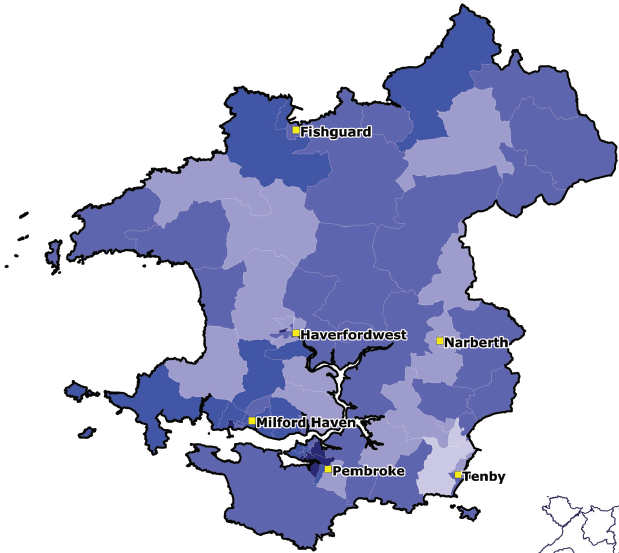 Fishguard
Haverfordwest
Narberth
Milford Haven
Pembroke
Tenby